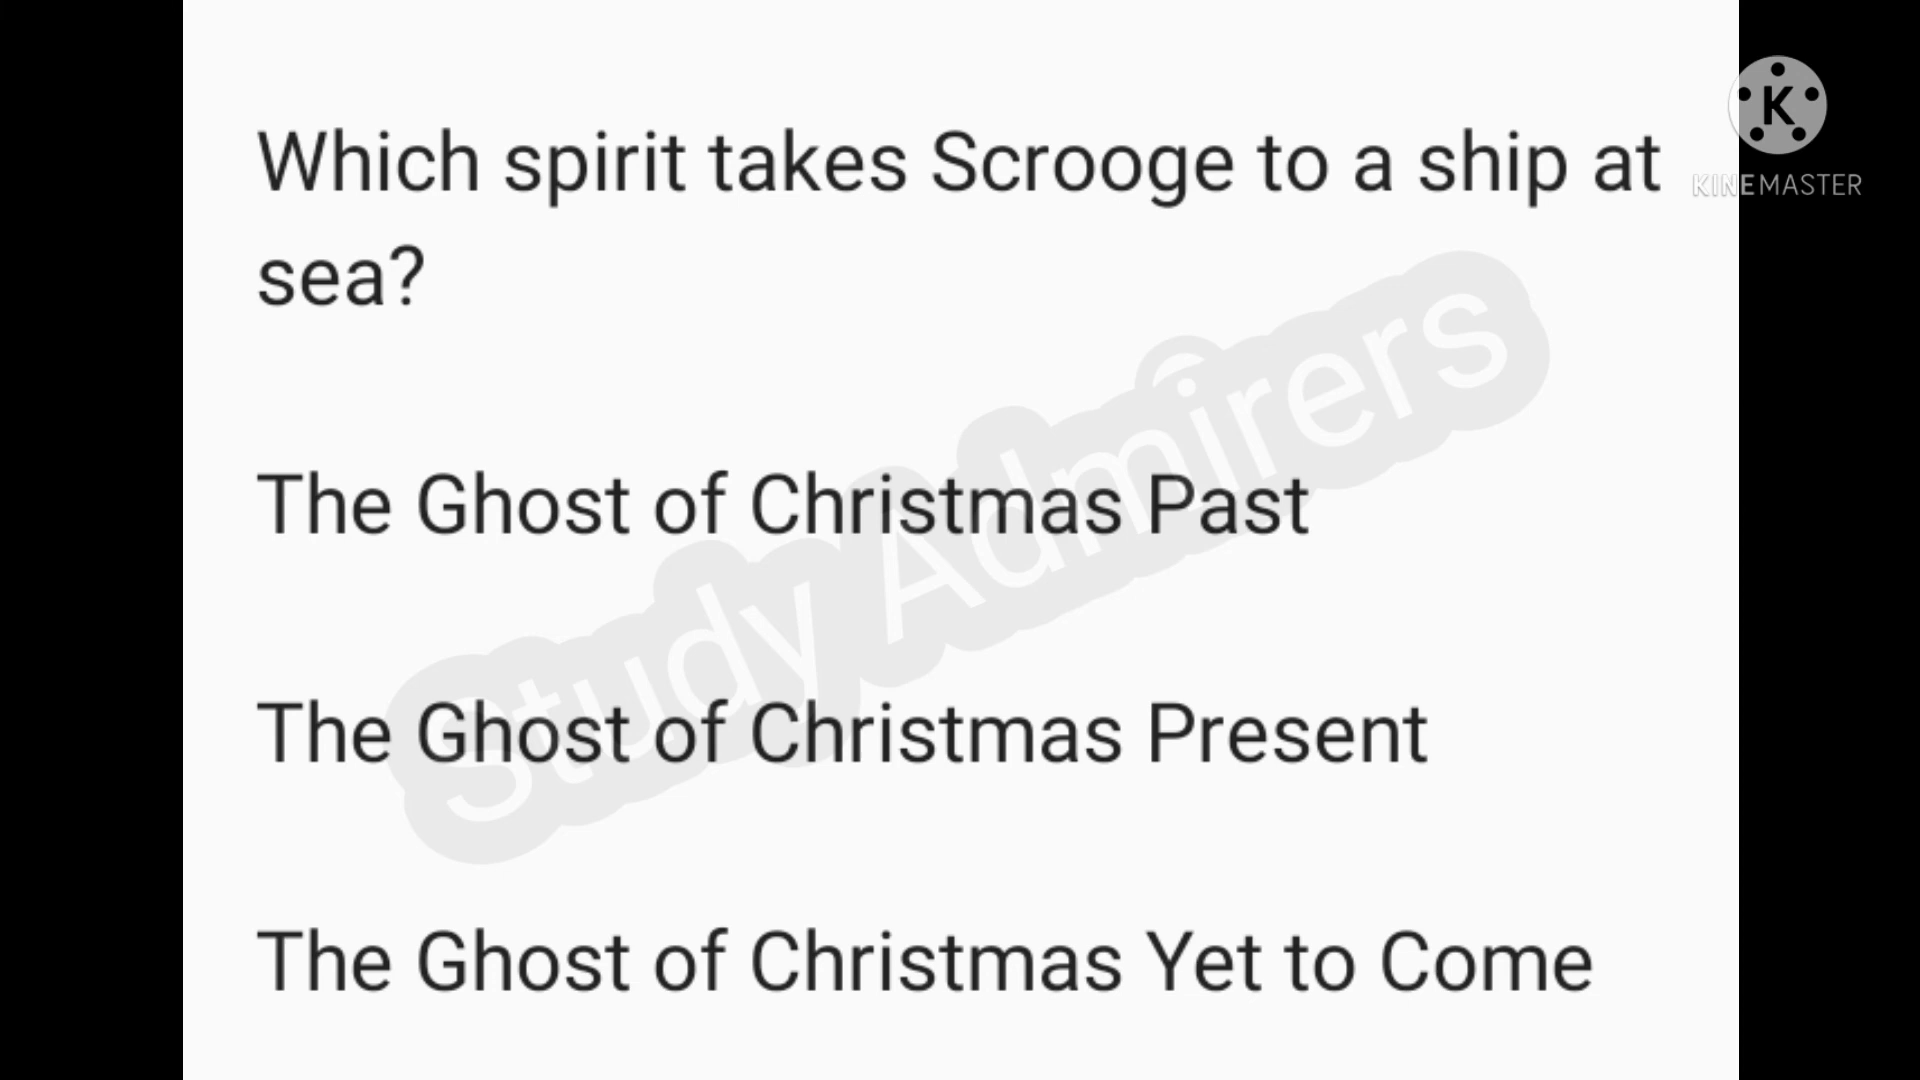 Which spirit takes Scrooge to a ship at
sea?
The Ghost of Christmas Past
The Ghost of Christmas Present
The Ghost of Christmas Yet to Come
Study Admirers
K
KINEMASTER